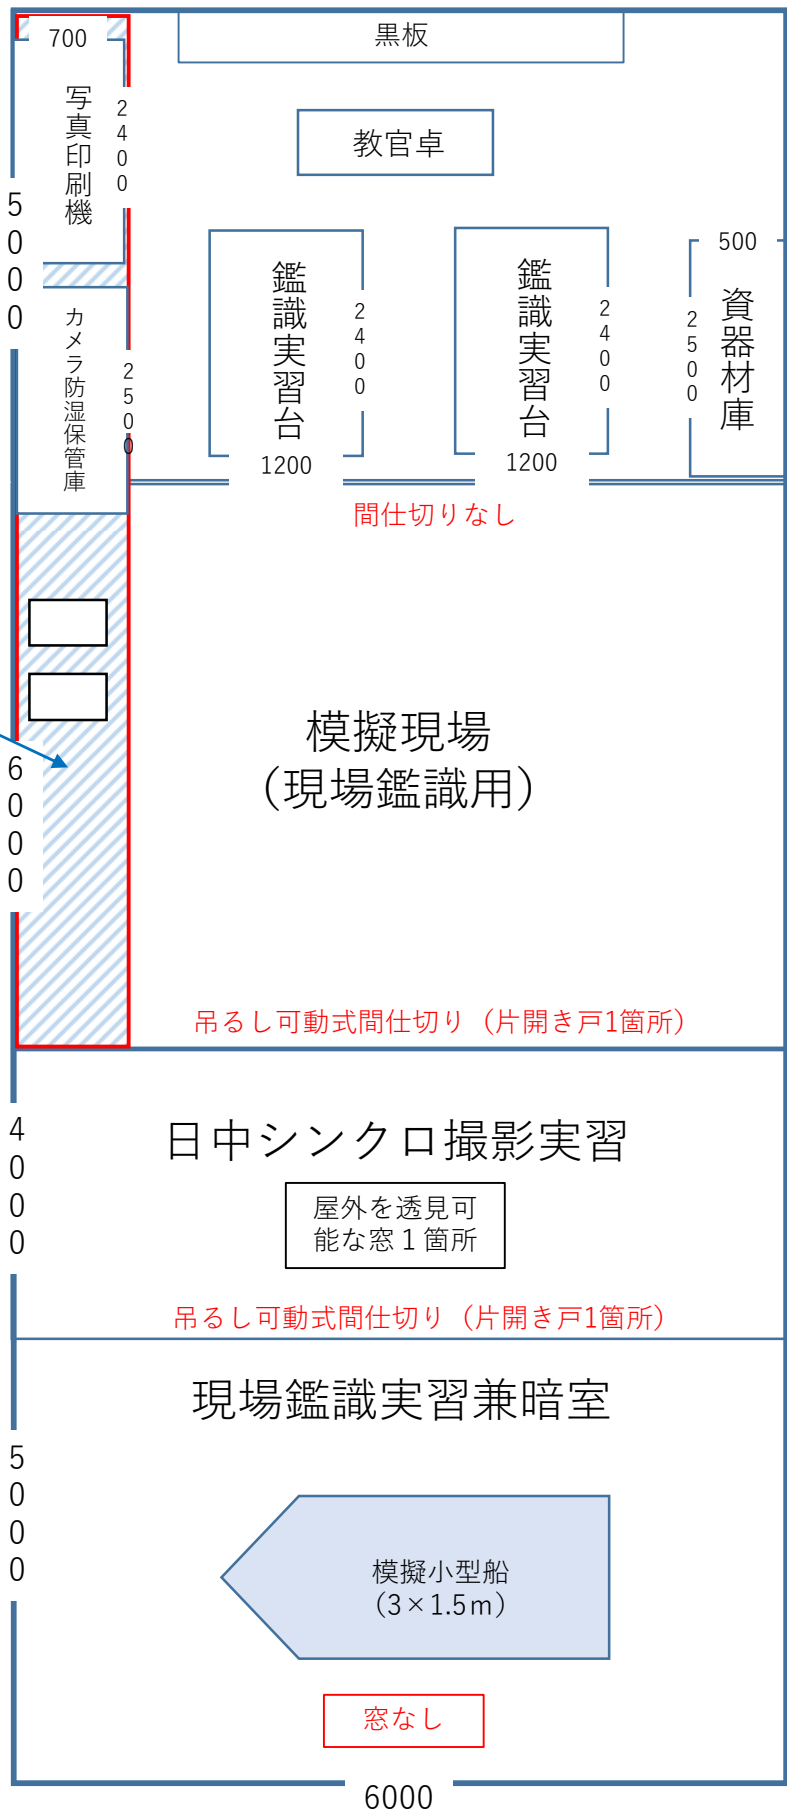 黒板
700
写真印刷機
2400
教官卓
5000
鑑識実習台
2400
1200
鑑識実習台
2400
1200
500
資器材庫
2500
カメラ防湿保管庫
2500
間仕切りなし
模擬現場
（現場鑑識用）
6000
吊るし可動式間仕切り（片開き戸1箇所）
4000
日中シンクロ撮影実習
屋外を透見可
能な窓１箇所
吊るし可動式間仕切り（片開き戸1箇所）
現場鑑識実習兼暗室
5000
模擬小型船
（3×1.5ｍ）
窓なし
6000